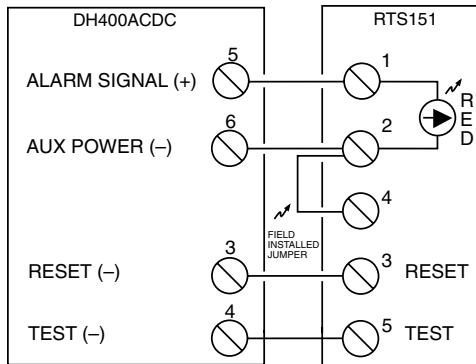 DH400ACDC
RTS151
ALARM SIGNAL (+)
5
1
RED
AUX POWER (–)
6
2
4
FIELD
INSTALLED
JUMPER
RESET (–)
3
3
RESET
TEST (–)
4
5
TEST